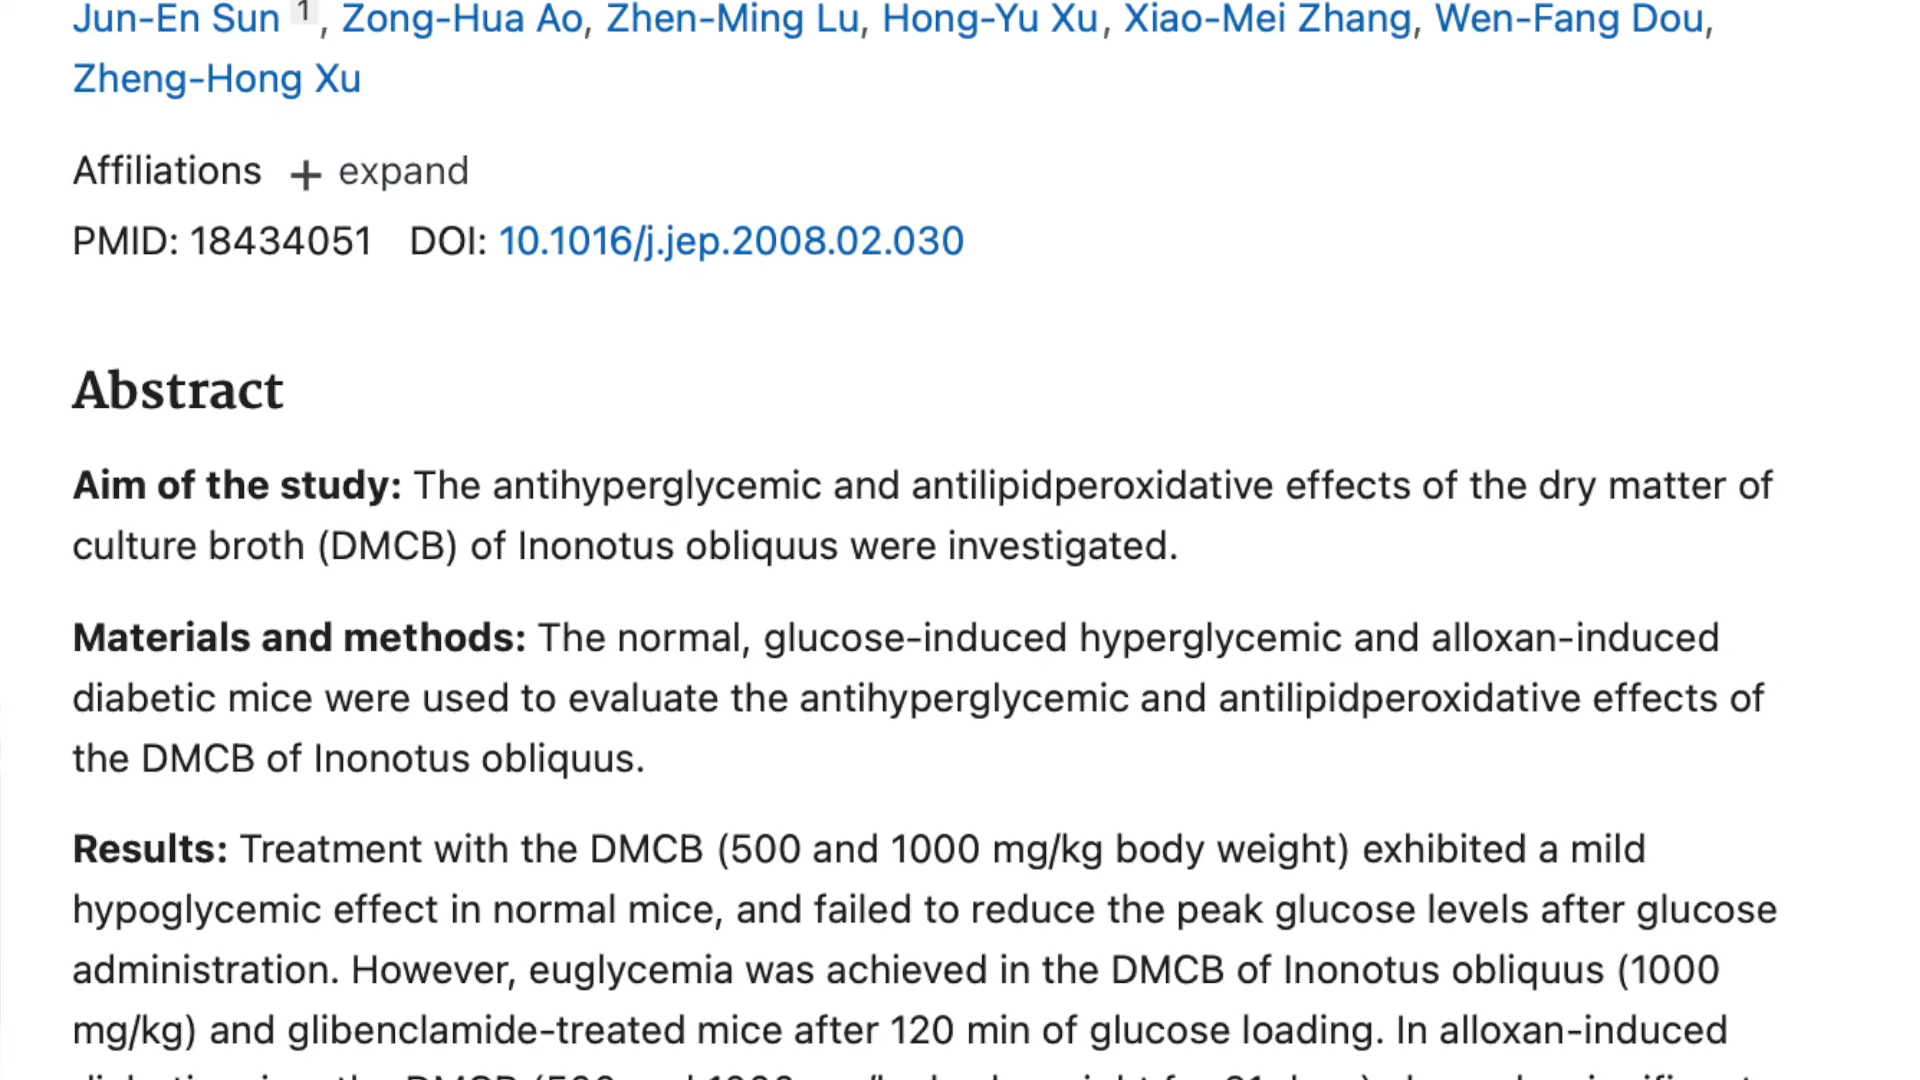 Jun-En Sun 1, Zong-Hua Ao, Zhen-Ming Lu, Hong-Yu Xu, Xiao-Mei Zhang, Wen-Fang Dou,
Zheng-Hong Xu
Affiliations + expand
PMID: 18434051 DOI: 10.1016/j.jep.2008.02.030
Abstract
Aim of the study: The antihyperglycemic and antilipidperoxidative effects of the dry matter of
culture broth (DMCB) of Inonotus obliquus were investigated.
Materials and methods: The normal, glucose-induced hyperglycemic and alloxan-induced
diabetic mice were used to evaluate the antihyperglycemic and antilipidperoxidative effects of
the DMCB of Inonotus obliquus.
Results: Treatment with the DMCB (500 and 1000 mg/kg body weight) exhibited a mild
hypoglycemic effect in normal mice, and failed to reduce the peak glucose levels after glucose
administration. However, euglycemia was achieved in the DMCB of Inonotus obliquus (1000
mg/kg) and glibenclamide-treated mice after 120 min of glucose loading. In alloxan-induced